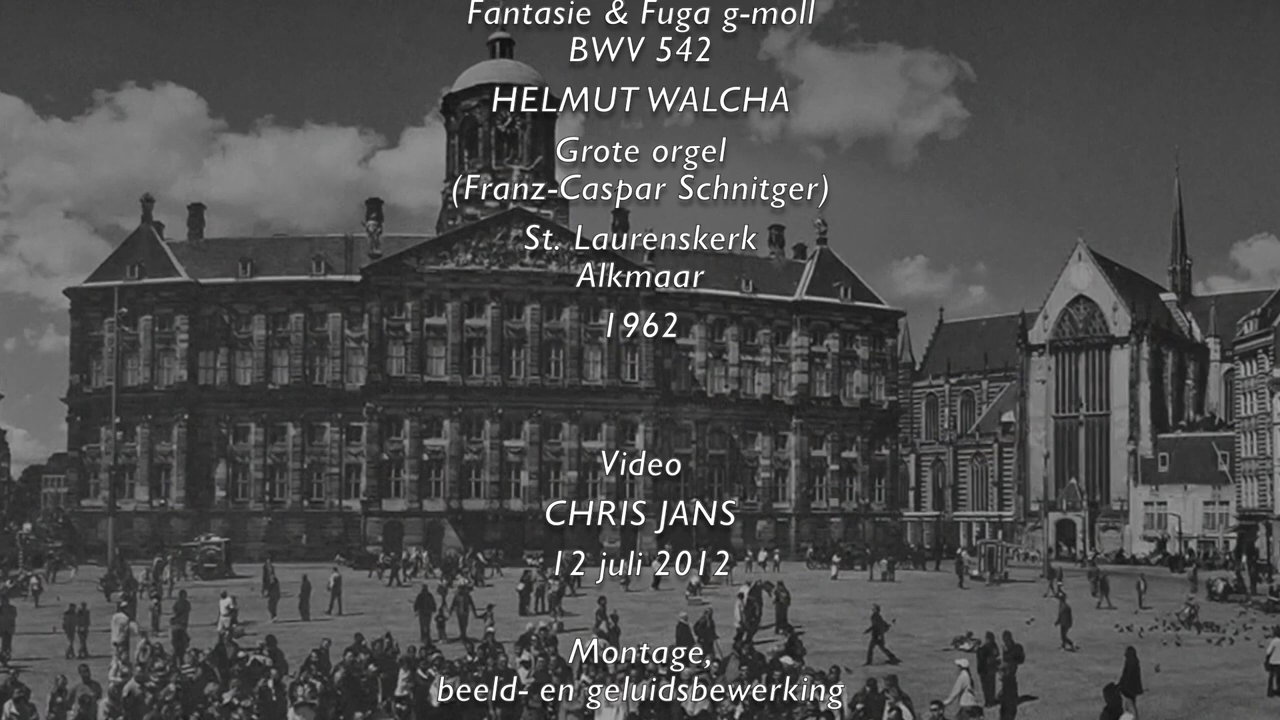 Fantasie & Fuga g-moll
BWV 542
HELMUT WALCHA
Grote orgel
(Franz-Caspar Schnitger)
St. Laurenskerk
Alkmaar
1962
Video
CHRIS JANS
12 juli 2012
Montage,
beeld- en geluidsbewerking